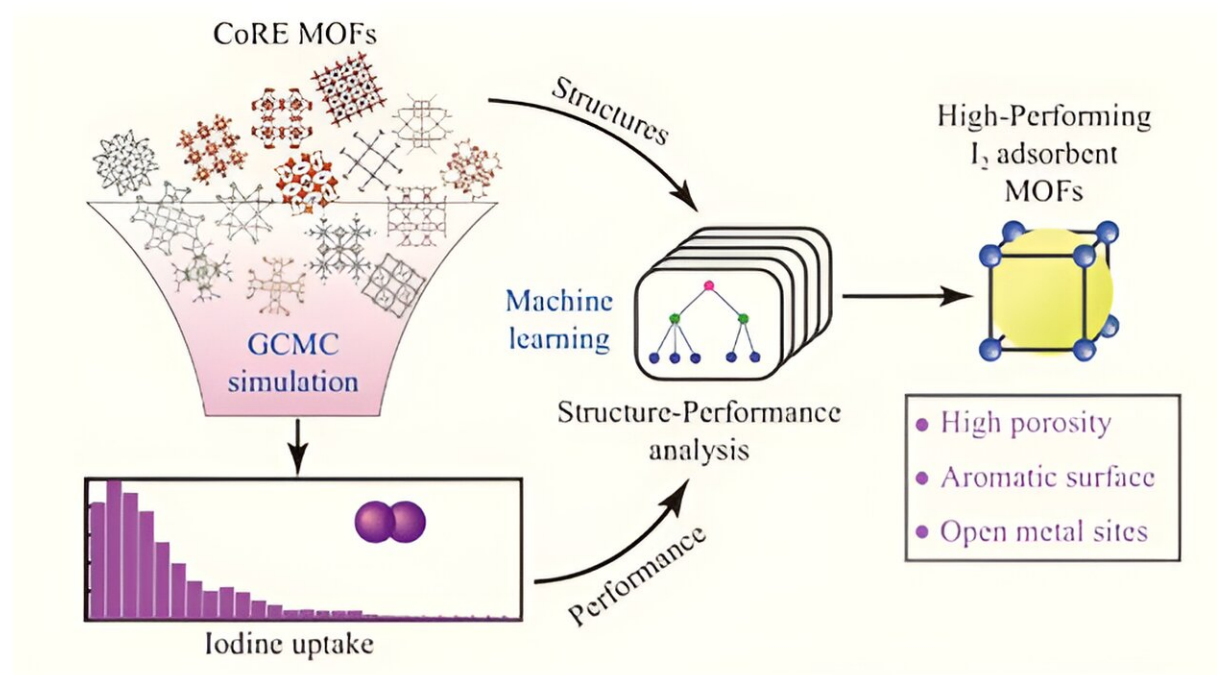 CoRE MOFs
Structures
High-Performing
I₂ adsorbent
MOFs
Machine
learning
GCMC
simulation
Structure-Performance
analysis
High porosity
Aromatic surface
Open metal sites
Performance
Iodine uptake